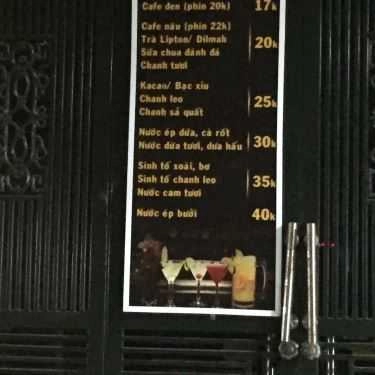 Cafe đen (phin 20k) 17k
Cafe nâu (phin 22k)
Trà Lipton/ Dilmah 20k
Sữa chua đánh đá
Chanh tươi
Kacao/ Bạc xỉu
Chanh leo 25k
Chanh sả quất
Nước ép dứa, cà rốt 30k
Nước dừa tươi, dưa hấu
Sinh tố xoài, bơ
Sinh tố chanh leo 35k
Nước cam tươi
Nước ép bưởi 40k